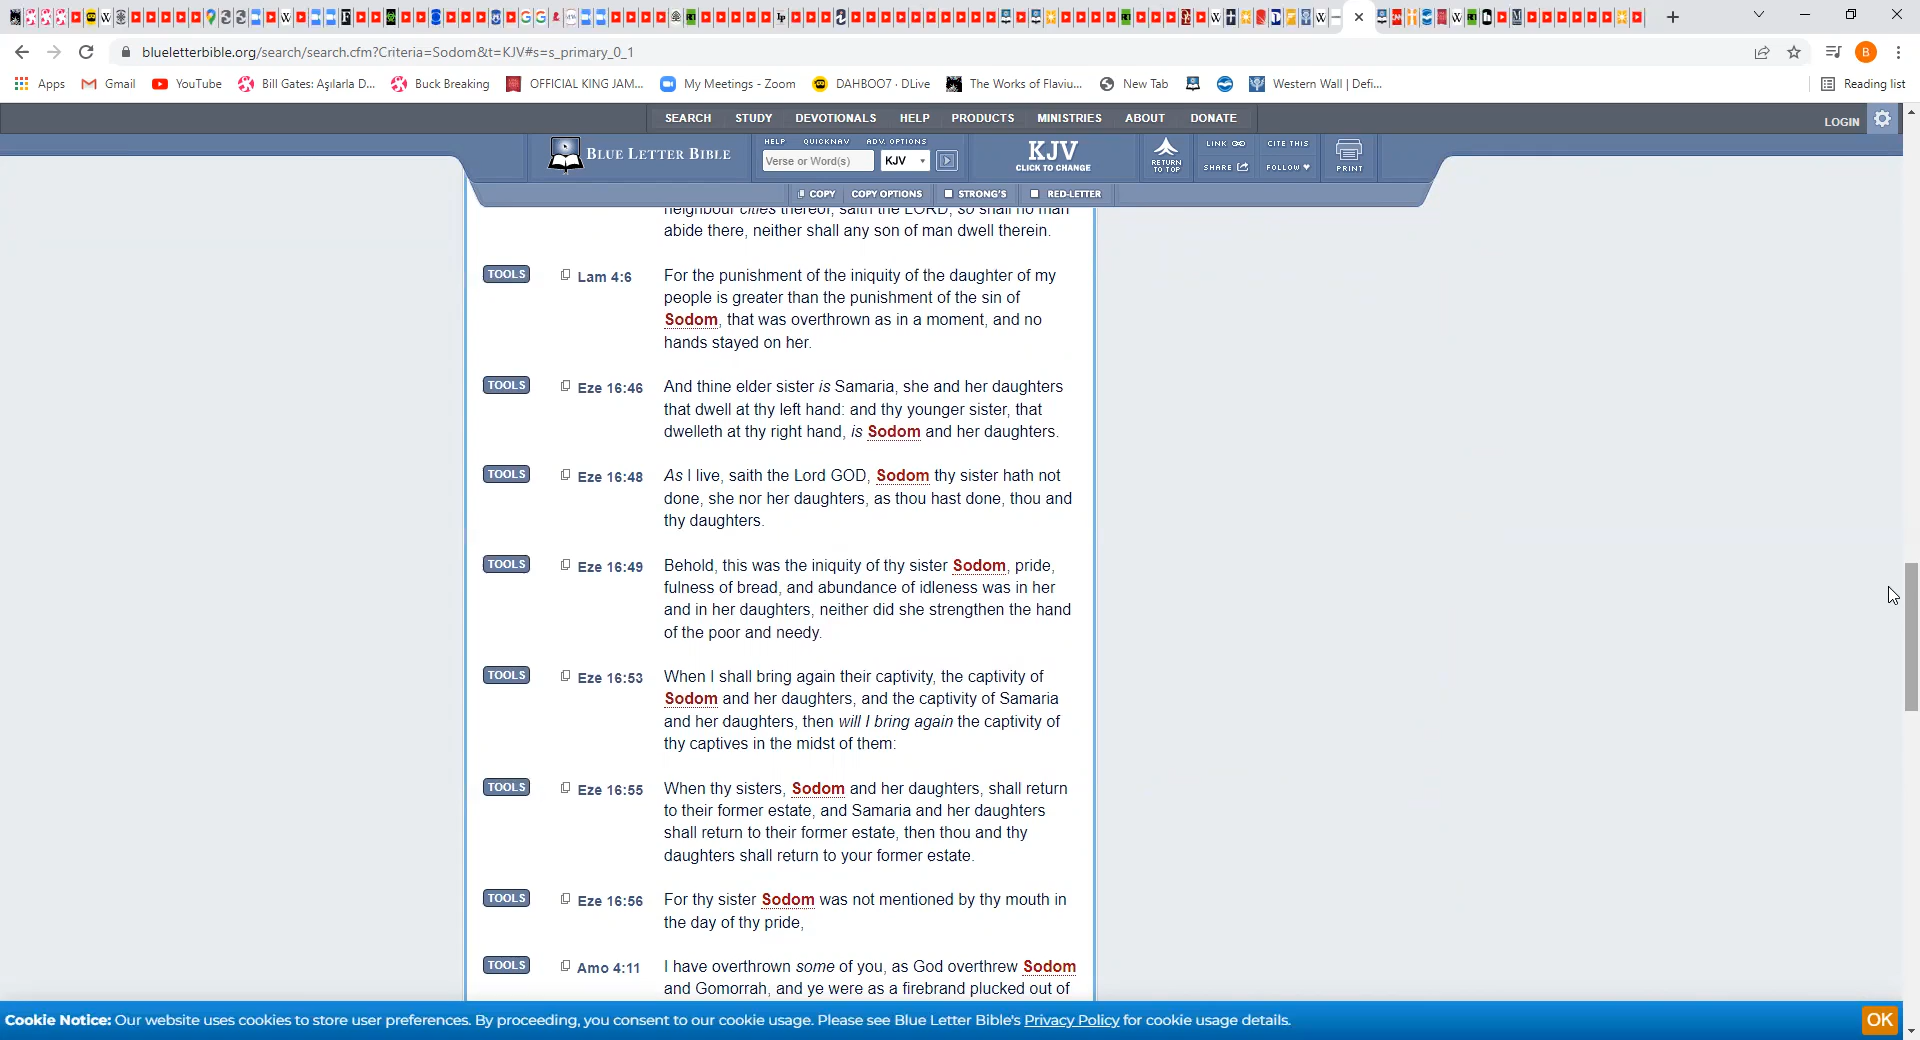 blueletterbible.org/search/search.cfm?Criteria=Sodom&t=KJV#s=s_primary_0_1
B
Apps
Gmail
YouTube
Bill Gates: Aşılarla D...
Buck Breaking
OFFICIAL KING JAM...
My Meetings - Zoom
DAHBOO7 · DLive
The Works of Flaviu...
New Tab
Western Wall | Defi...
Reading list
SEARCH STUDY DEVOTIONALS HELP PRODUCTS MINISTRIES ABOUT DONATE
LOGIN
BLUE LETTER BIBLE
HELP QUICKNAV ADV. OPTIONS
Verse or Word(s)
KJV
KJV
CLICK TO CHANGE
RETURN
TO TOP
LINK
SHARE
CITE THIS
FOLLOW
PRINT
COPY COPY OPTIONS STRONG'S RED-LETTER
neighbour cities thereof, saith the LORD, so shall no man
abide there, neither shall any son of man dwell therein.
TOOLS Lam 4:6 For the punishment of the iniquity of the daughter of my
people is greater than the punishment of the sin of
Sodom, that was overthrown as in a moment, and no
hands stayed on her.
TOOLS Eze 16:46 And thine elder sister is Samaria, she and her daughters
that dwell at thy left hand: and thy younger sister, that
dwelleth at thy right hand, is Sodom and her daughters.
TOOLS Eze 16:48 As I live, saith the Lord GOD, Sodom thy sister hath not
done, she nor her daughters, as thou hast done, thou and
thy daughters.
TOOLS Eze 16:49 Behold, this was the iniquity of thy sister Sodom, pride,
fulness of bread, and abundance of idleness was in her
and in her daughters, neither did she strengthen the hand
of the poor and needy.
TOOLS Eze 16:53 When I shall bring again their captivity, the captivity of
Sodom and her daughters, and the captivity of Samaria
and her daughters, then will I bring again the captivity of
thy captives in the midst of them:
TOOLS Eze 16:55 When thy sisters, Sodom and her daughters, shall return
to their former estate, and Samaria and her daughters
shall return to their former estate, then thou and thy
daughters shall return to your former estate.
TOOLS Eze 16:56 For thy sister Sodom was not mentioned by thy mouth in
the day of thy pride,
TOOLS Amo 4:11 I have overthrown some of you, as God overthrew Sodom
and Gomorrah, and ye were as a firebrand plucked out of
Cookie Notice: Our website uses cookies to store user preferences. By proceeding, you consent to our cookie usage. Please see Blue Letter Bible's Privacy Policy for cookie usage details.
OK